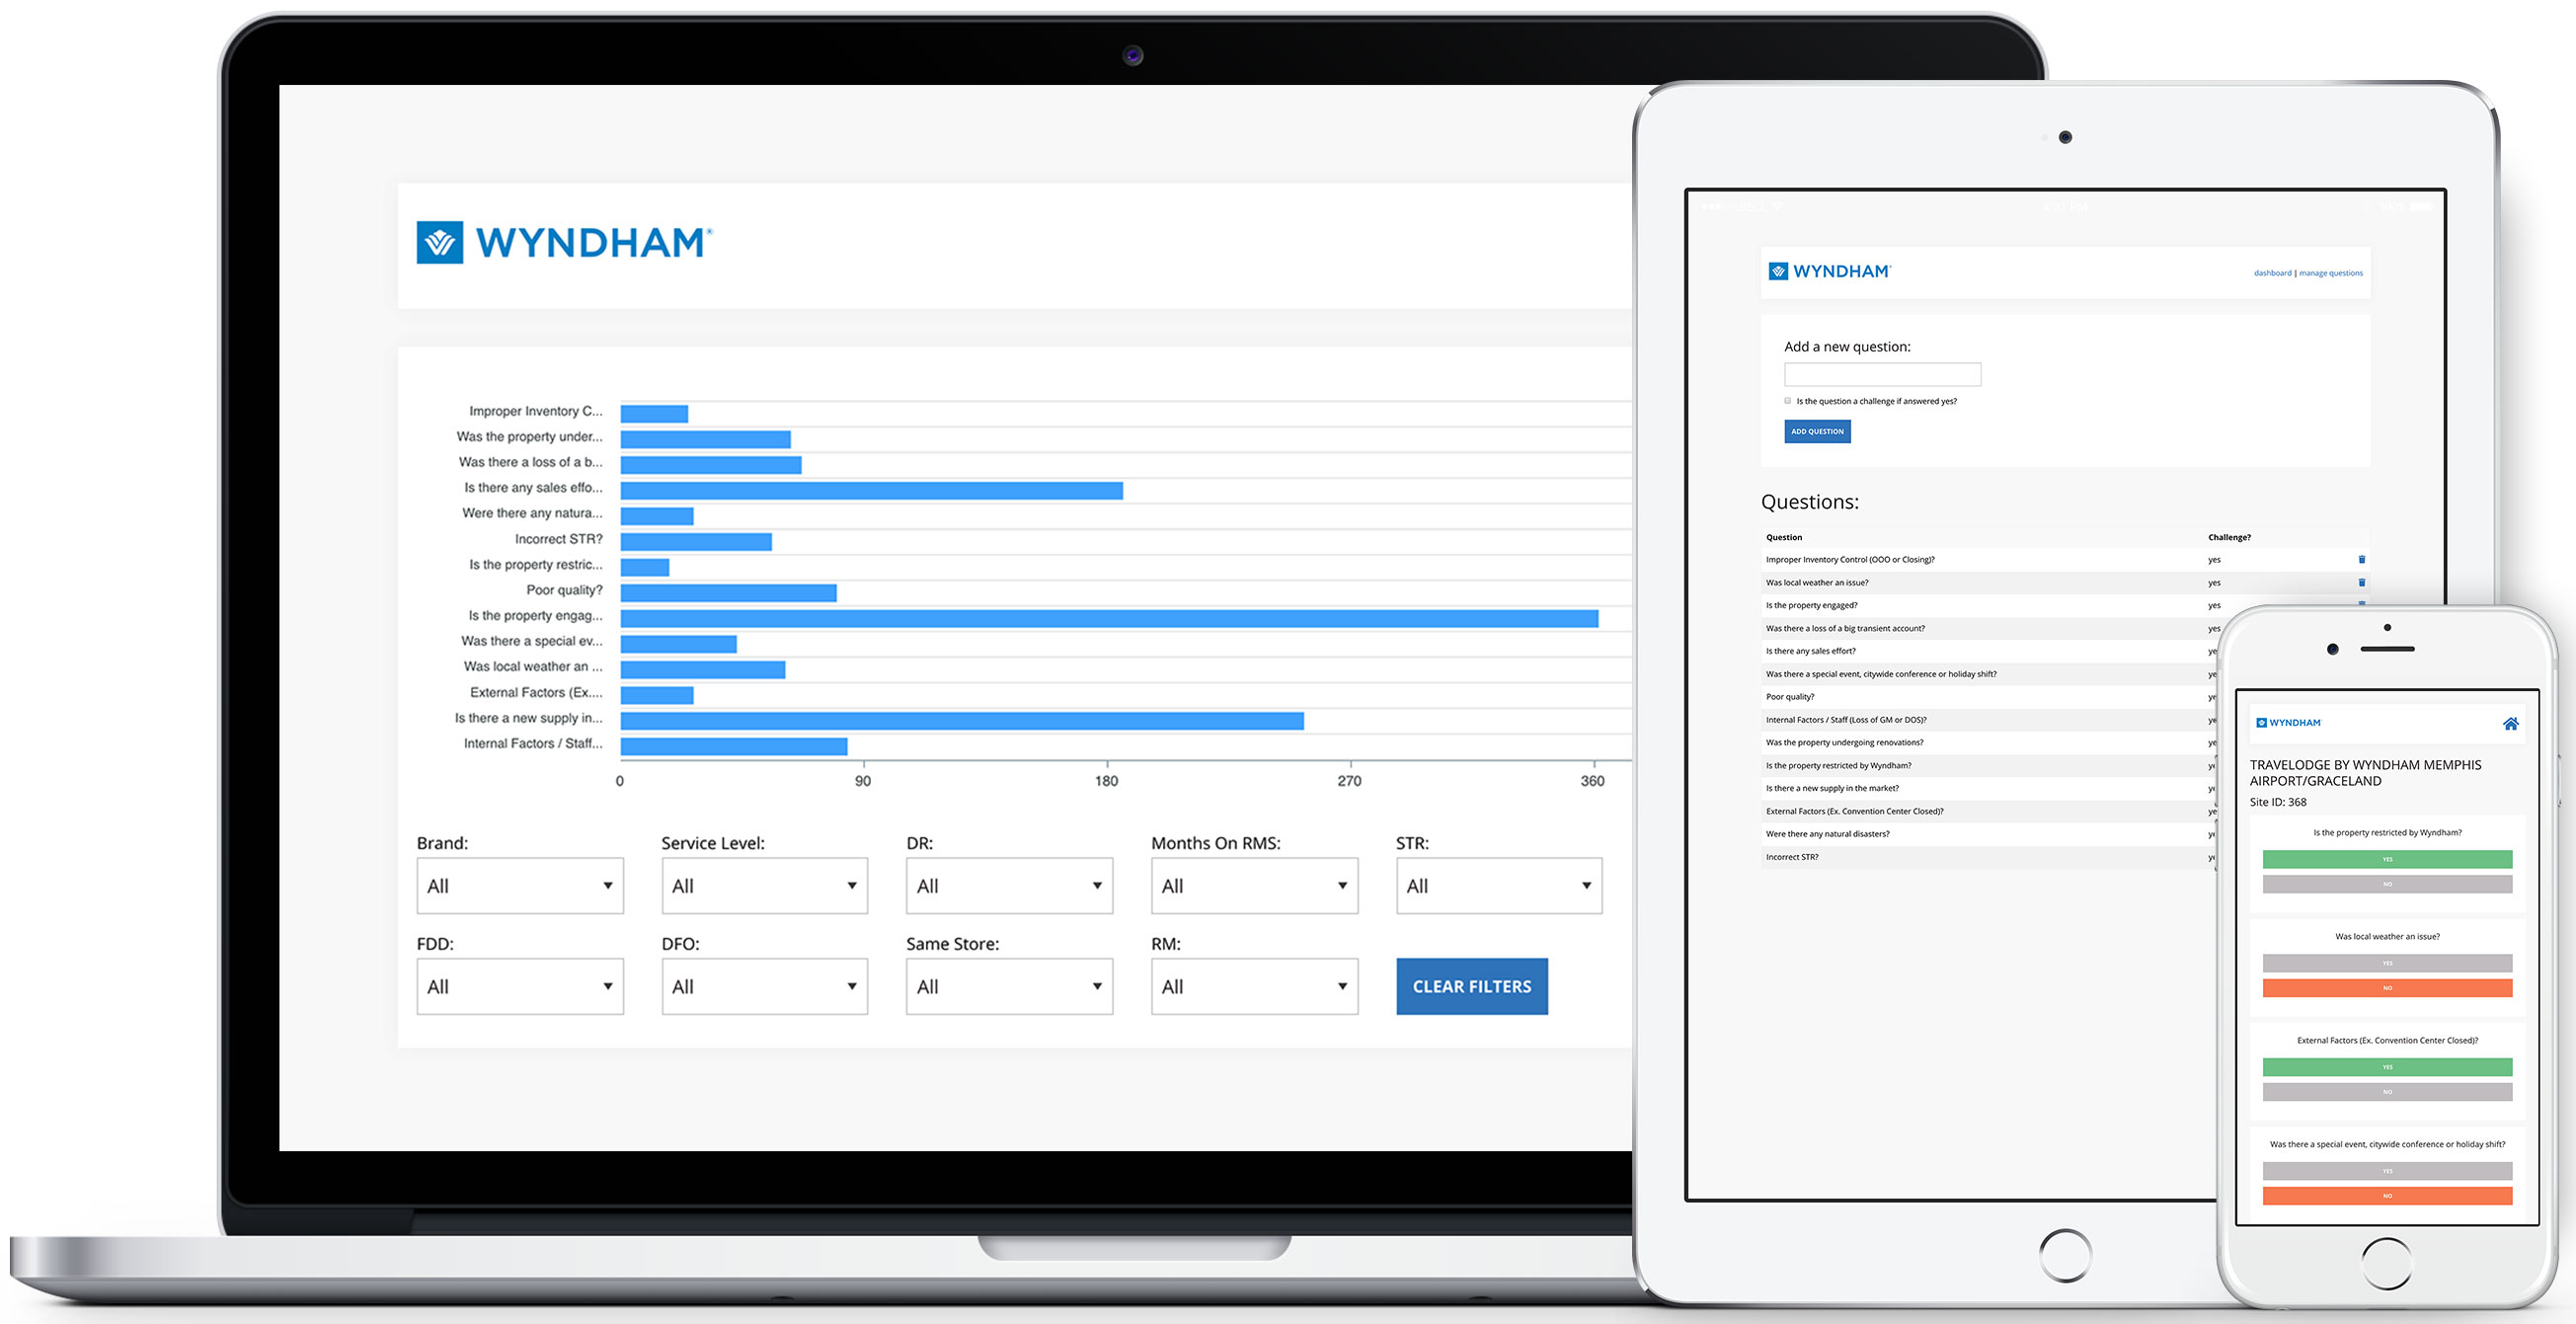 WYNDHAM
Improper Inventory C...
Was the property under...
Was there a loss of a b...
Is there any sales effo...
Were there any natura...
Incorrect STR?
Is the property restric...
Poor quality?
Is the property engag...
Was there a special ev...
Was local weather an ...
External Factors (Ex....
Is there a new supply in...
Internal Factors / Staff...
0 90 180 270 360
Brand: Service Level: DR: Months On RMS: STR:
All All All All All
FDD: DFO: Same Store: RM:
All All All All CLEAR FILTERS
WYNDHAM dashboard | manage questions
Add a new question:
Is the question a challenge if answered yes?
ADD QUESTION
Questions:
Question Challenge?
Improper Inventory Control (OOO or Closing)? yes
Was local weather an issue? yes
Is the property engaged? yes
Was there a loss of a big transient account? yes
Is there any sales effort?
Was there a special event, citywide conference or holiday shift?
Poor quality?
Internal Factors / Staff (Loss of GM or DOS)?
Was the property undergoing renovations?
Is the property restricted by Wyndham?
Is there a new supply in the market?
External Factors (Ex. Convention Center Closed)?
Were there any natural disasters?
Incorrect STR?
WYNDHAM
TRAVELODGE BY WYNDHAM MEMPHIS
AIRPORT/GRACELAND
Site ID: 368
Is the property restricted by Wyndham?
YES
NO
Was local weather an issue?
YES
NO
External Factors (Ex. Convention Center Closed)?
YES
NO
Was there a special event, citywide conference or holiday shift?
YES
NO